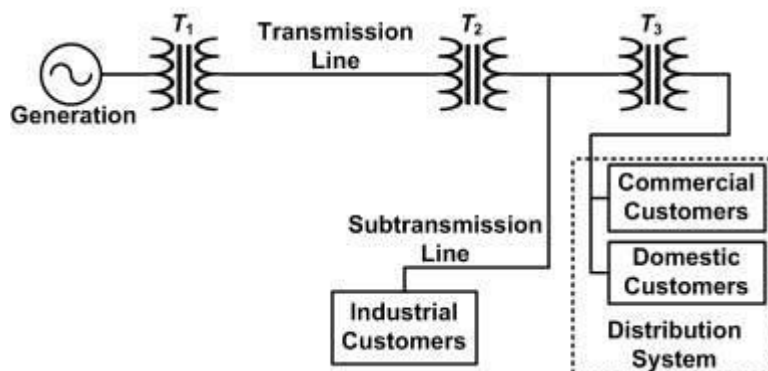 T1
Transmission
Line
T2
T3
Generation
Subtransmission
Line
Industrial
Customers
Commercial
Customers
Domestic
Customers
Distribution
System